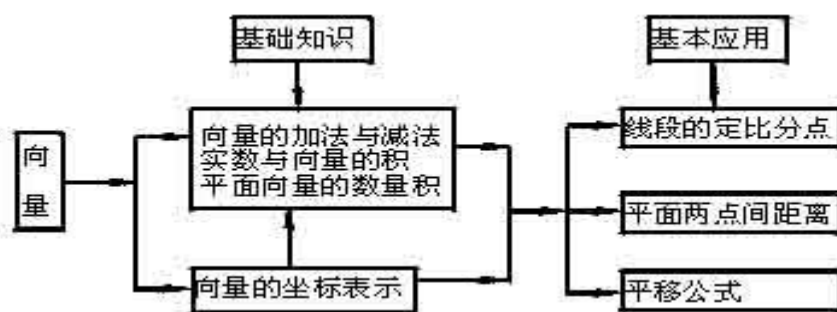 基础知识
基本应用
向量
向量的加法与减法
实数与向量的积
平面向量的数量积
向量的坐标表示
线段的定比分点
平面两点间距离
平移公式